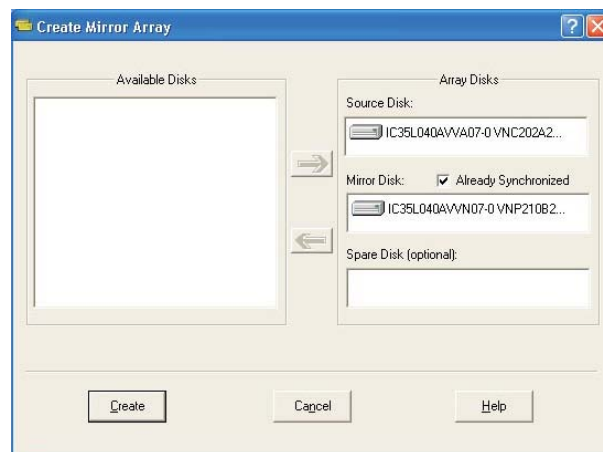 Create Mirror Array
Available Disks
Array Disks
Source Disk:
IC35L040AVVA07-0 VNC202A2...
Mirror Disk:
Already Synchronized
IC35L040AVVN07-0 VNP210B2...
Spare Disk (optional):
Create
Cancel
Help